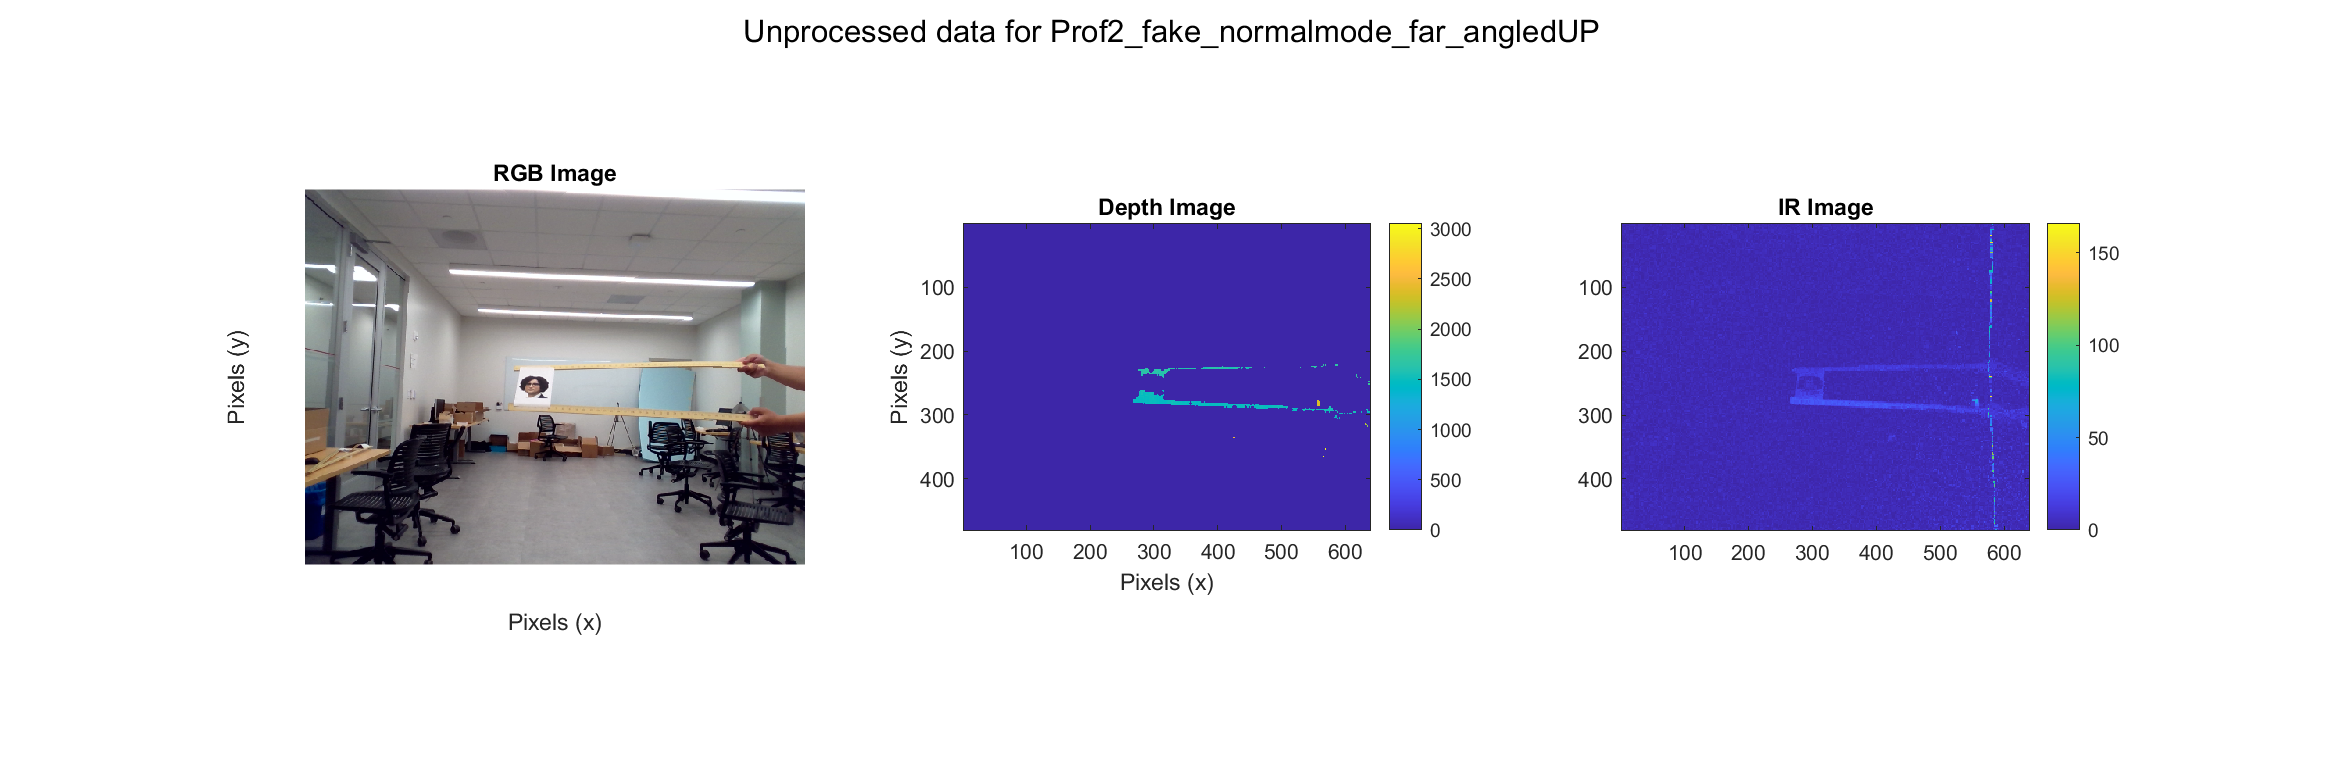 Unprocessed data for Prof2_fake_normalmode_far_angledUP
RGB Image
Pixels (y)
Pixels (x)
Depth Image
Pixels (y)
100
200
300
400
100 200 300 400 500 600
Pixels (x)
3000
2500
2000
1500
1000
500
0
IR Image
100
200
300
400
100 200 300 400 500 600
150
100
50
0